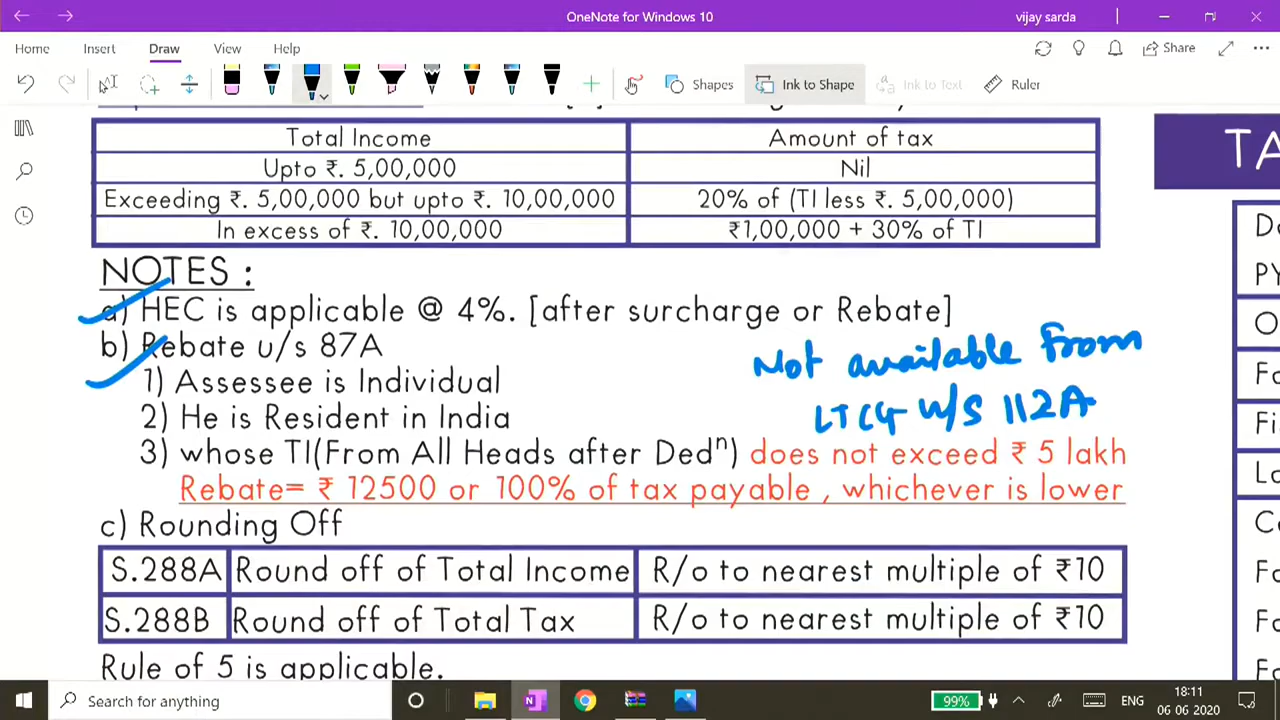 OneNote for Windows 10
vijay sarda
Home Insert Draw View Help
Share
Shapes
Ink to Shape
Ink to Text
Ruler
Total Income Amount of tax
Upto ₹. 5,00,000 Nil
Exceeding ₹. 5,00,000 but upto ₹. 10,00,000 20% of (TI less ₹. 5,00,000)
In excess of ₹. 10,00,000 ₹1,00,000 + 30% of TI
TA
NOTES :
a) HEC is applicable @ 4%. [after surcharge or Rebate]
b) Rebate u/s 87A
Not available from
1) Assessee is Individual
LTCG u/s 112A
2) He is Resident in India
3) whose TI(From All Heads after Dedⁿ) does not exceed ₹ 5 lakh
Rebate= ₹ 12500 or 100% of tax payable , whichever is lower
c) Rounding Off
S.288A Round off of Total Income R/o to nearest multiple of ₹10
S.288B Round off of Total Tax R/o to nearest multiple of ₹10
Rule of 5 is applicable.
PY
Search for anything
99%
ENG
18:11
06-06-2020